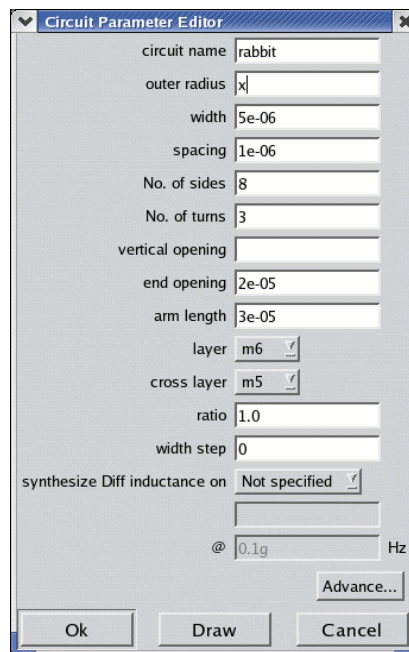 Circuit Parameter Editor
circuit name rabbit
outer radius x
width 5e-06
spacing 1e-06
No. of sides 8
No. of turns 3
vertical opening
end opening 2e-05
arm length 3e-05
layer m6
cross layer m5
ratio 1.0
width step 0
synthesize Diff inductance on Not specified
@ 0.1g Hz
Advance...
Ok Draw Cancel